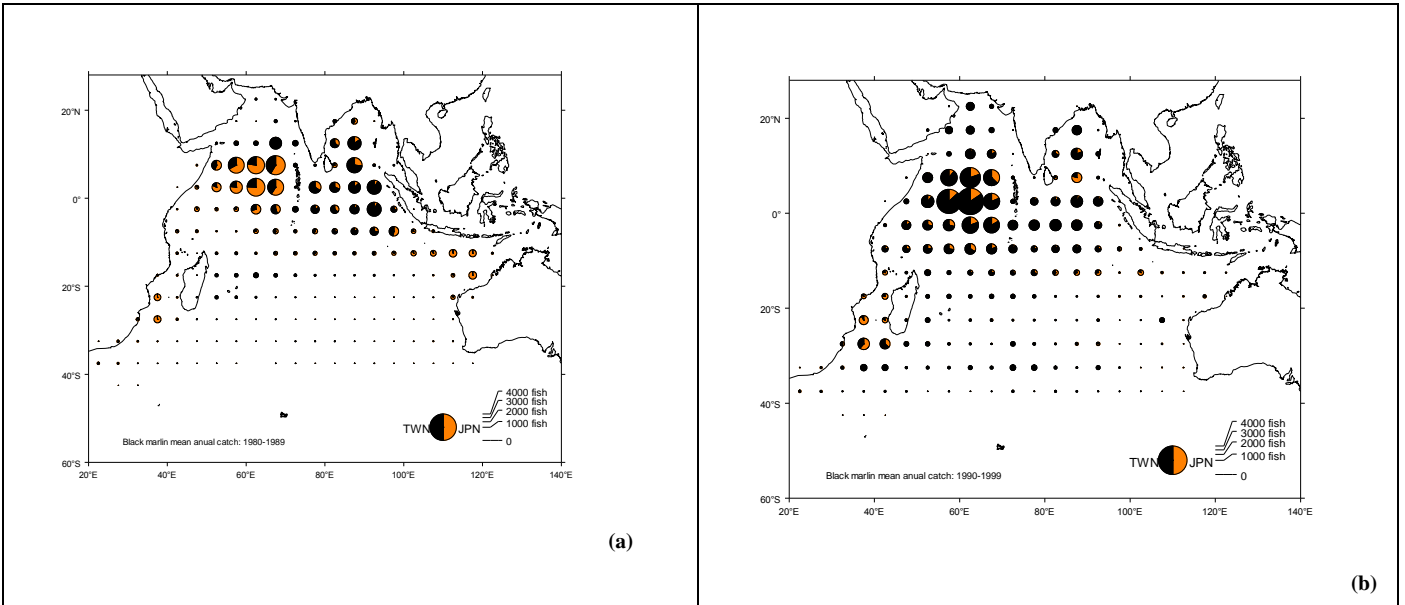 20°N
0°
20°S
40°S
60°S
20°E 40°E 60°E 80°E 100°E 120°E 140°E
4000 fish
3000 fish
2000 fish
1000 fish
0
TWN JPN
Black marlin mean anual catch: 1980-1989
(a)
20°N
0°
20°S
40°S
60°S
20°E 40°E 60°E 80°E 100°E 120°E 140°E
4000 fish
3000 fish
2000 fish
1000 fish
0
TWN JPN
Black marlin mean anual catch: 1990-1999
(b)